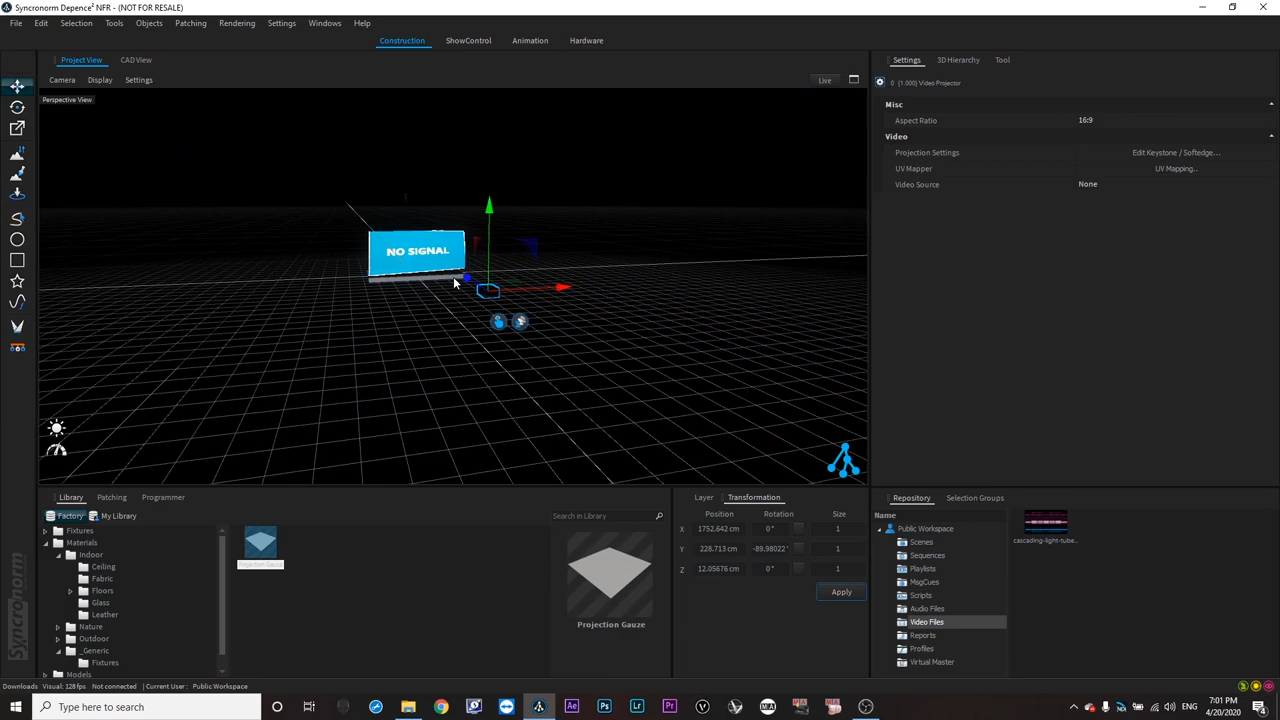 Syncronorm Depence² NFR - (NOT FOR RESALE)
File Edit Selection Tools Objects Patching Rendering Settings Windows Help
Construction ShowControl Animation Hardware
Project View CAD View
Camera Display Settings Live
Perspective View
NO SIGNAL
Settings 3D Hierarchy Tool
0 (1.000) Video Projector
Misc
Aspect Ratio 16:9
Video
Projection Settings Edit Keystone / Softedge...
UV Mapper UV Mapping..
Video Source None
Library Patching Programmer
Factory My Library Search in Library
Fixtures
Materials
Indoor
Ceiling
Fabric
Floors
Glass
Leather
Nature
Outdoor
_Generic
Fixtures
Models
Projection Gauze
Layer Transformation
Position Rotation Size
X 1752.642 cm 0° 1
Y 228.713 cm -89.98022° 1
Z 12.05676 cm 0° 1
Apply
Repository Selection Groups
Name
Public Workspace
Scenes
Sequences
Playlists
MsgCues
Scripts
Audio Files
Video Files
Reports
Profiles
Virtual Master
cascading-light-tube...
Syncronorm
Downloads Visual: 128 fps Not connected Current User : Public Workspace
Type here to search
Ae Ps Lr Pr
7:01 PM
4/20/2020